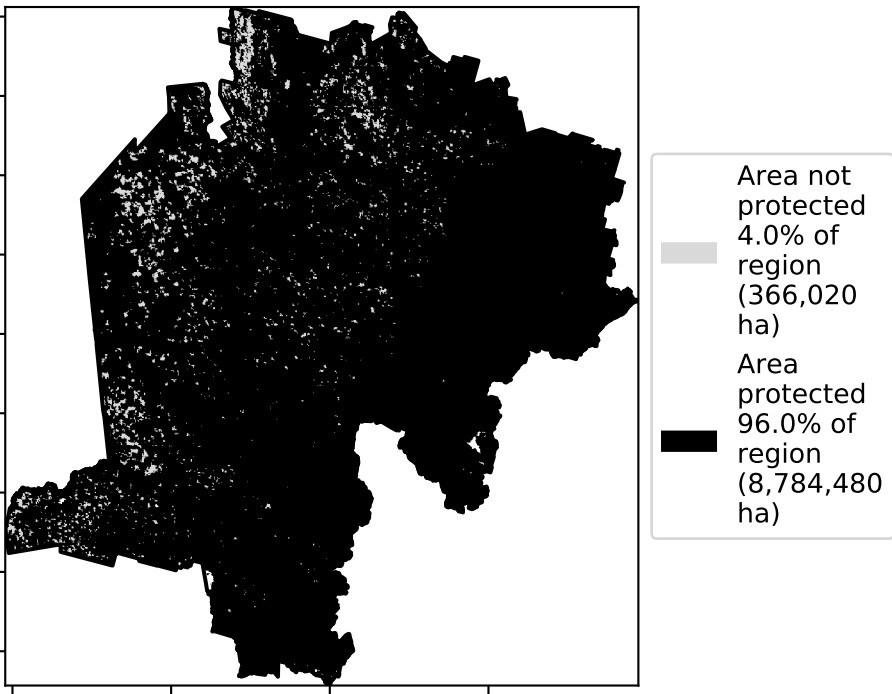 Area not
protected
4.0% of
region
(366,020
ha)
Area
protected
96.0% of
region
(8,784,480
ha)